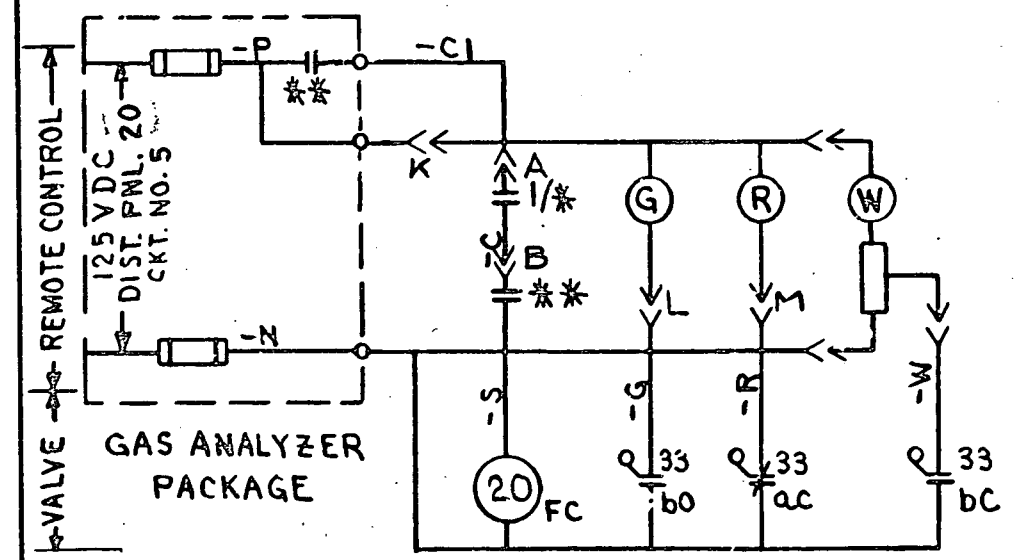 -P
-C1
**
K
A
1/*
-C
B
**
G
R
W
L
M
REMOTE CONTROL
125 VDC
DIST. PNL. 20
CKT. NO. 5
-N
-S
-G
-R
-W
VALVE
GAS ANALYZER
PACKAGE
20
FC
33
bO
33
ac
33
bC